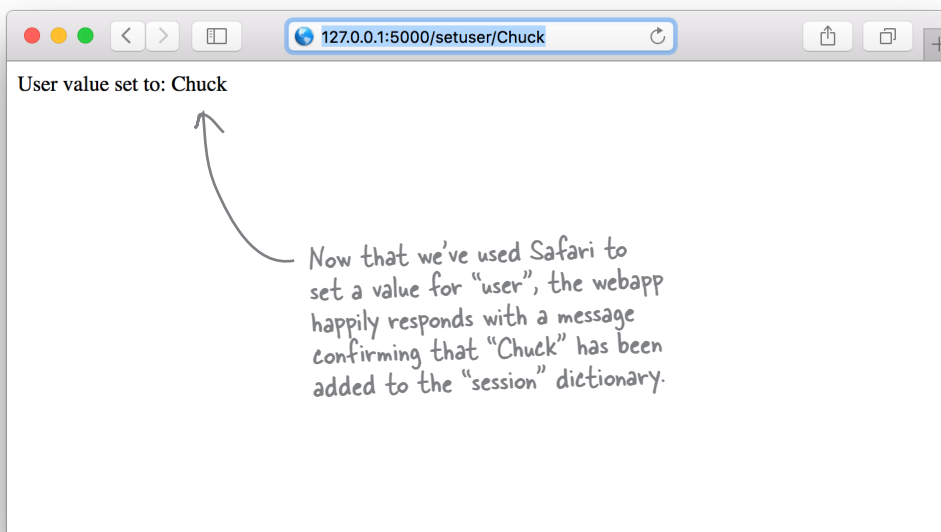 127.0.0.1:5000/setuser/Chuck
User value set to: Chuck
Now that we've used Safari to
set a value for “user”, the webapp
happily responds with a message
confirming that “Chuck” has been
added to the “session” dictionary.